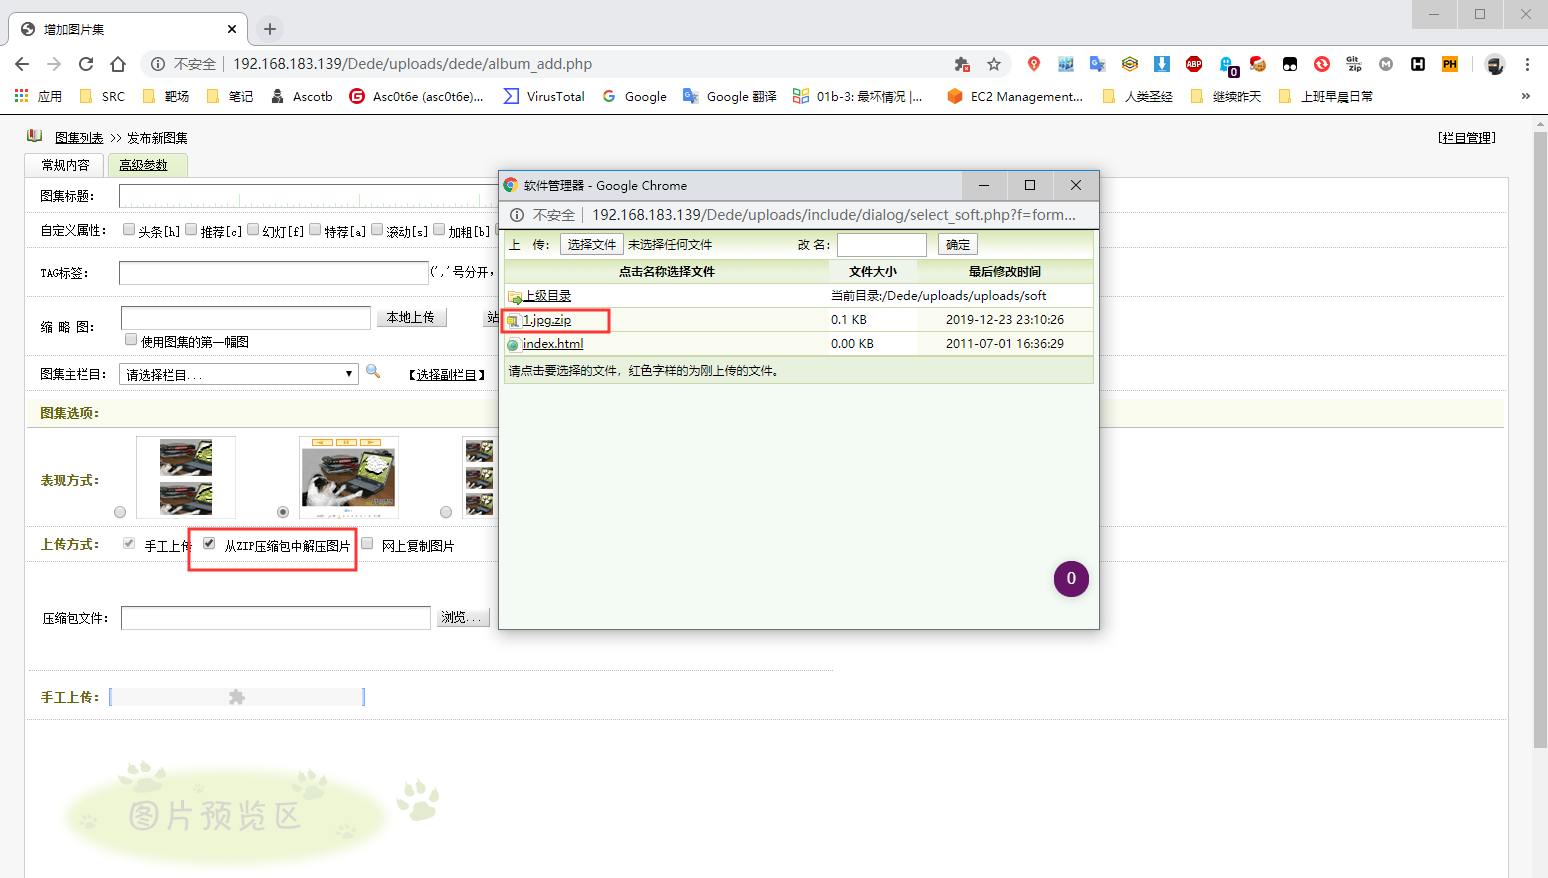 增加图片集
不安全 192.168.183.139/Dede/uploads/dede/album_add.php
应用 SRC 靶场 笔记 Ascotb Asc0t6e (asc0t6e)... VirusTotal Google Google 翻译 01b-3: 最坏情况 |... EC2 Management... 人类圣经 继续昨天 上班早晨日常 »
图集列表 >> 发布新图集
[栏目管理]
常规内容 高级参数
图集标题：
自定义属性： 头条[h] 推荐[c] 幻灯[f] 特荐[a] 滚动[s] 加粗[b]
TAG标签： (','号分开，
缩 略 图： 本地上传 站
使用图集的第一幅图
图集主栏目： 请选择栏目... 【选择副栏目】
图集选项：
表现方式：
上传方式： 手工上传 从ZIP压缩包中解压图片 网上复制图片
压缩包文件： 浏览...
手工上传：
图片预览区
软件管理器 - Google Chrome
不安全 192.168.183.139/Dede/uploads/include/dialog/select_soft.php?f=form...
上 传： 选择文件 未选择任何文件 改名： 确定
点击名称选择文件 文件大小 最后修改时间
上级目录 当前目录:/Dede/uploads/uploads/soft
1.jpg.zip 0.1 KB 2019-12-23 23:10:26
index.html 0.00 KB 2011-07-01 16:36:29
请点击要选择的文件，红色字样的为刚上传的文件。
0